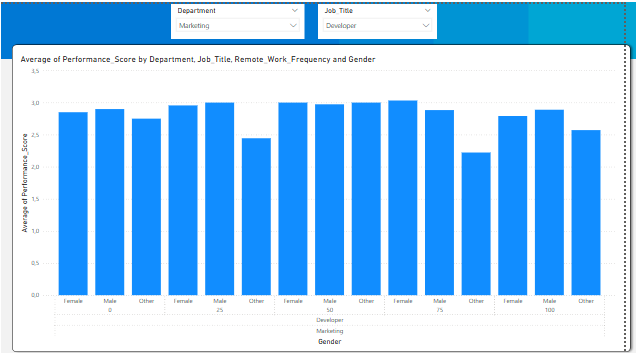 Department
Job_Title
Marketing
Developer
Average of Performance_Score by Department, Job_Title, Remote_Work_Frequency and Gender
Average of Performance_Score
3,5
3,0
2,5
2,0
1,5
1,0
0,5
0,0
Female Male Other Female Male Other Female Male Other Female Male Other Female Male Other
0 25 50 75 100
Developer
Marketing
Gender